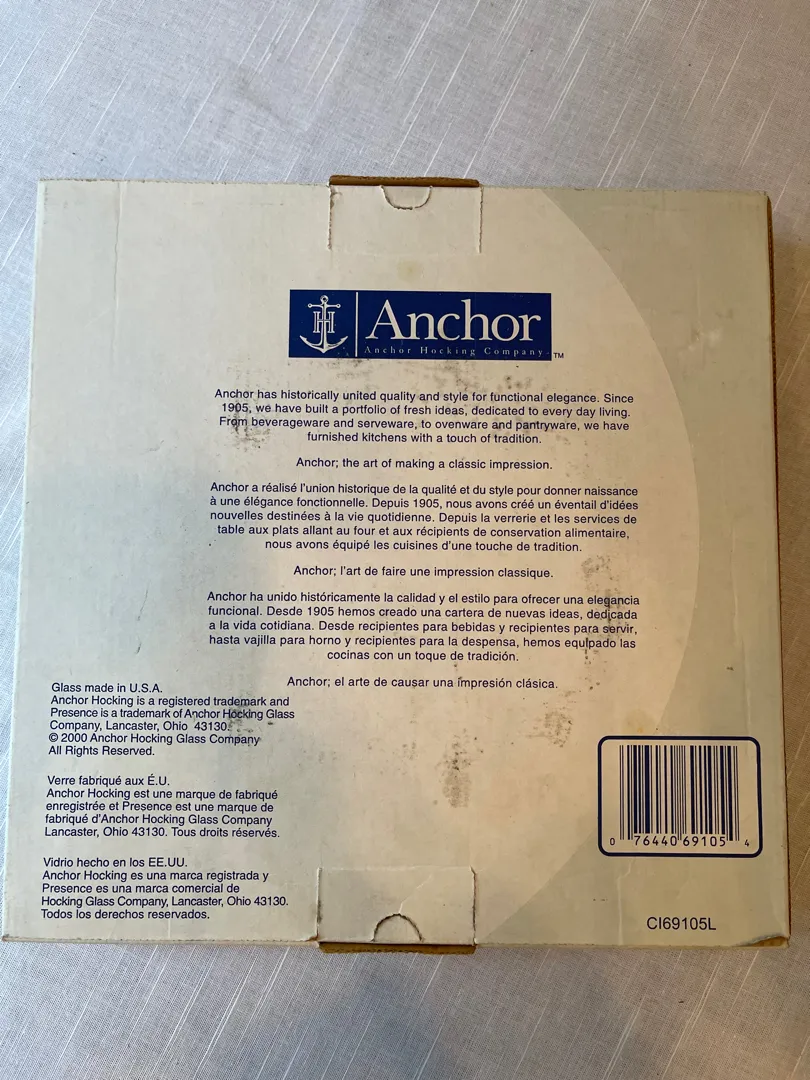 Anchor
Anchor Hocking Company ™
Anchor has historically united quality and style for functional elegance. Since
1905, we have built a portfolio of fresh ideas, dedicated to every day living.
From beverageware and serveware, to ovenware and pantryware, we have
furnished kitchens with a touch of tradition.
Anchor; the art of making a classic impression.
Anchor a réalisé l'union historique de la qualité et du style pour donner naissance
à une élégance fonctionnelle. Depuis 1905, nous avons créé un éventail d'idées
nouvelles destinées à la vie quotidienne. Depuis la verrerie et les services de
table aux plats allant au four et aux récipients de conservation alimentaire,
nous avons équipé les cuisines d'une touche de tradition.
Anchor; l'art de faire une impression classique.
Anchor ha unido históricamente la calidad y el estilo para ofrecer una elegancia
funcional. Desde 1905 hemos creado una cartera de nuevas ideas, dedicada
a la vida cotidiana. Desde recipientes para bebidas y recipientes para servir,
hasta vajilla para horno y recipientes para la despensa, hemos equipado las
cocinas con un toque de tradición.
Anchor; el arte de causar una impresión clásica.
Glass made in U.S.A.
Anchor Hocking is a registered trademark and
Presence is a trademark of Anchor Hocking Glass
Company, Lancaster, Ohio 43130.
© 2000 Anchor Hocking Glass Company
All Rights Reserved.
Verre fabriqué aux É.U.
Anchor Hocking est une marque de fabriqué
enregistrée et Presence est une marque de
fabriqué d'Anchor Hocking Glass Company
Lancaster, Ohio 43130. Tous droits réservés.
Vidrio hecho en los EE.UU.
Anchor Hocking es una marca registrada y
Presence es una marca comercial de
Hocking Glass Company, Lancaster, Ohio 43130.
Todos los derechos reservados.
0 76440 69105 4
CI69105L